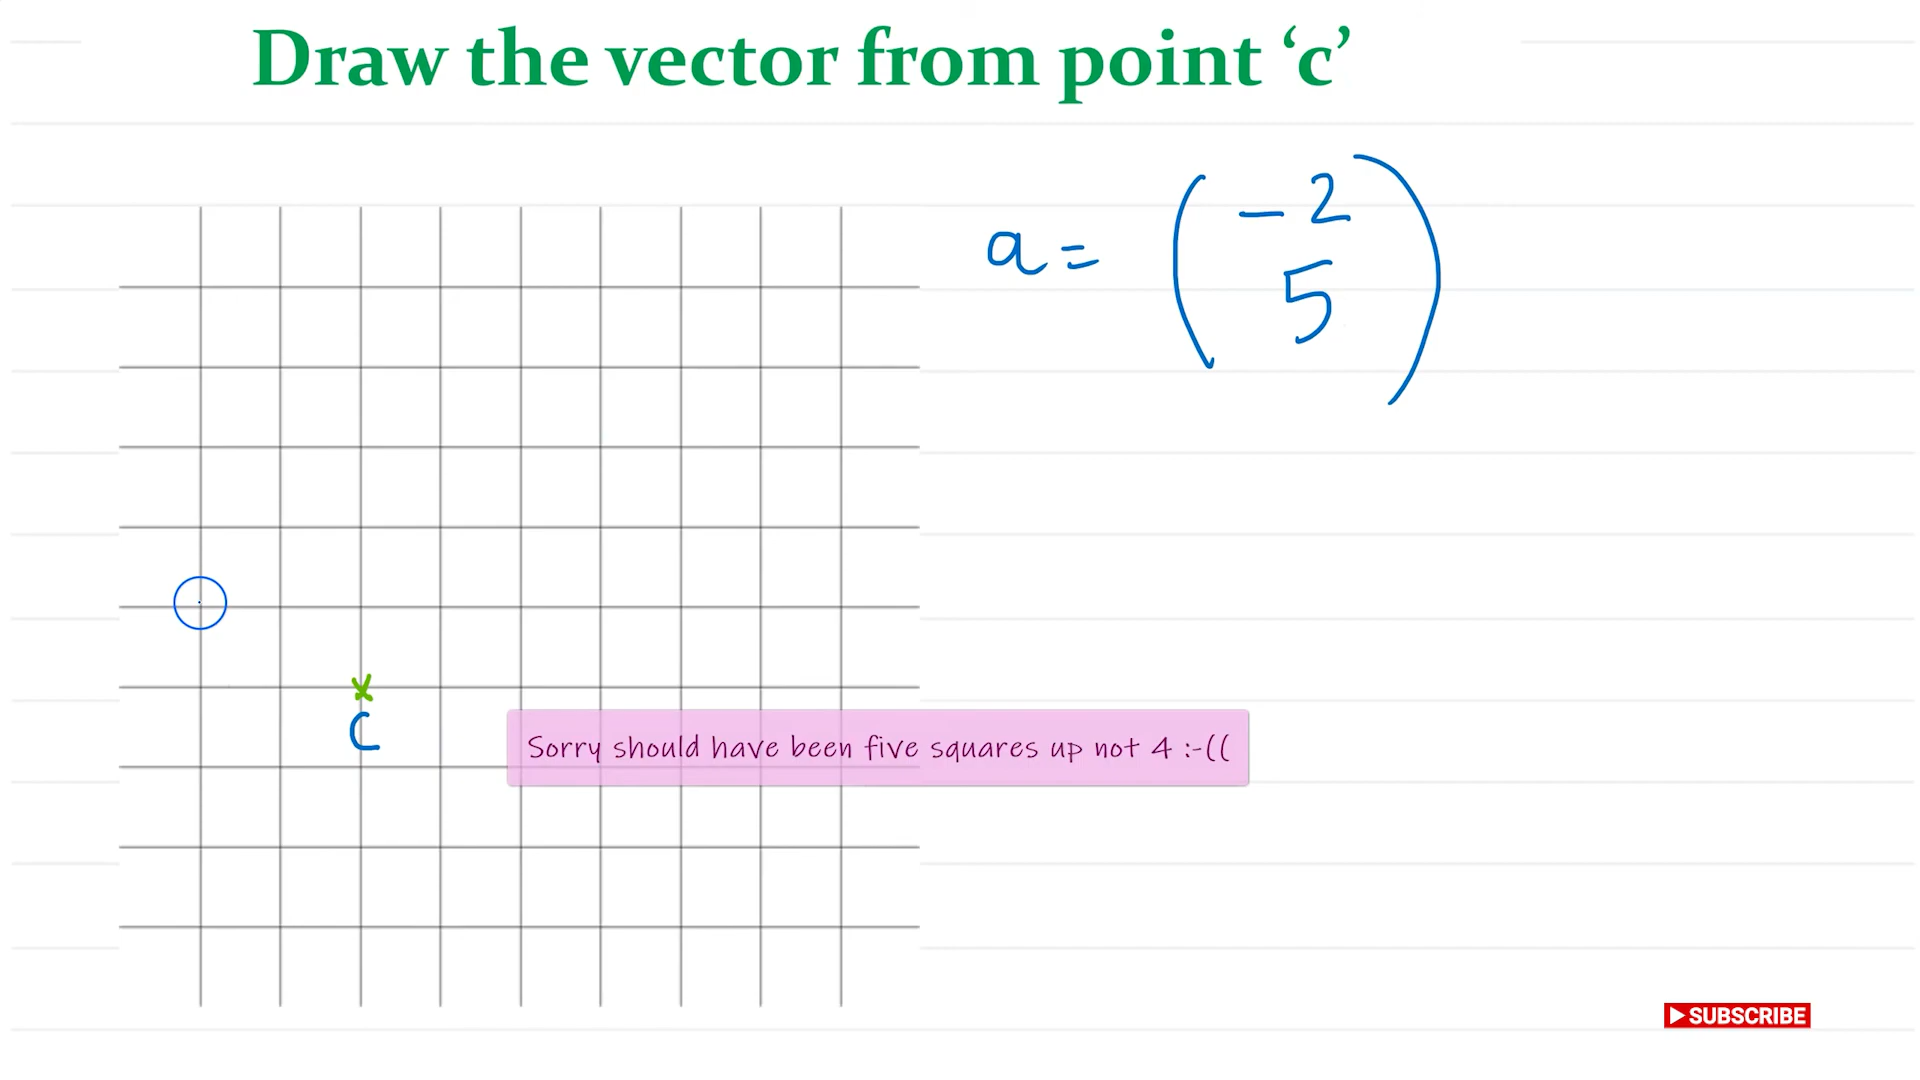 Draw the vector from point ‘c’
a = ( -2
5 )
C
Sorry should have been five squares up not 4 :-((
SUBSCRIBE